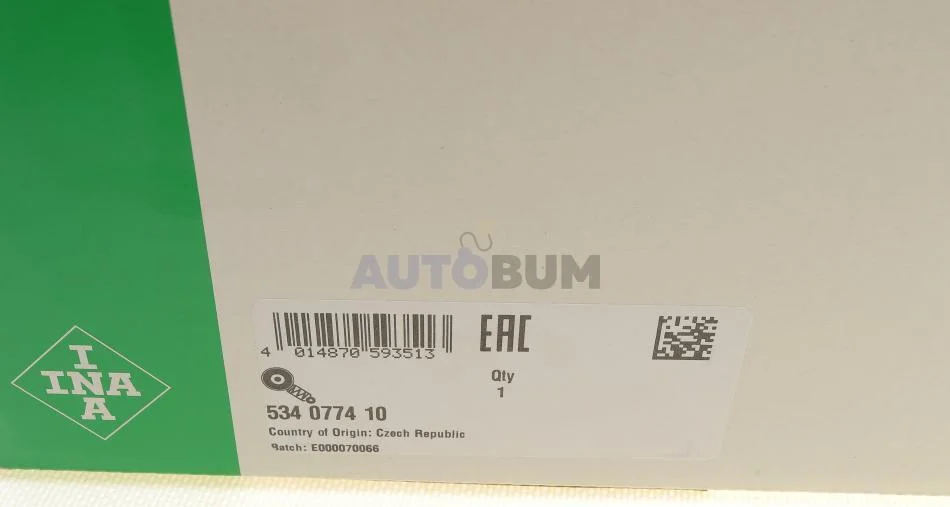 AUTOBUM
4 014870 593513
EAC
Qty
1
534 0774 10
Country of Origin: Czech Republic
Batch: E000070066
I
INA
A